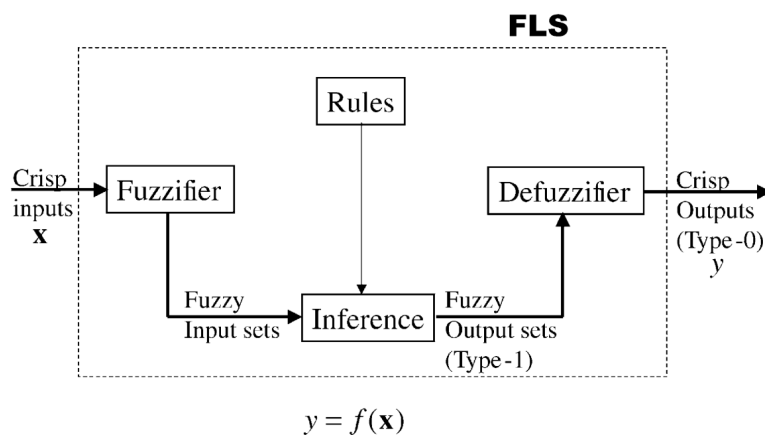 FLS
Rules
Crisp
inputs
x
Fuzzifier
Defuzzifier
Crisp
Outputs
(Type-0)
y
Fuzzy
Input sets
Inference
Fuzzy
Output sets
(Type-1)
y = f(x)